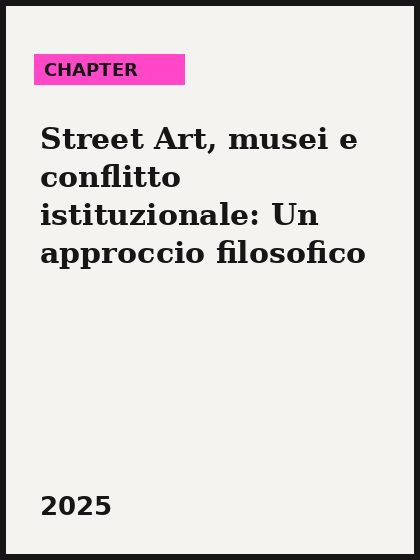 CHAPTER
Street Art, musei e
conflitto
istituzionale: Un
approccio filosofico
2025